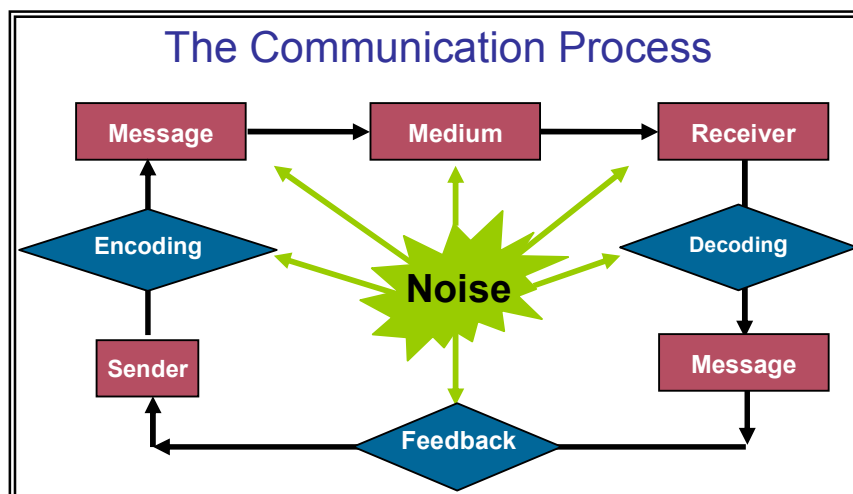 The Communication Process
Message
Medium
Receiver
Encoding
Noise
Decoding
Sender
Message
Feedback